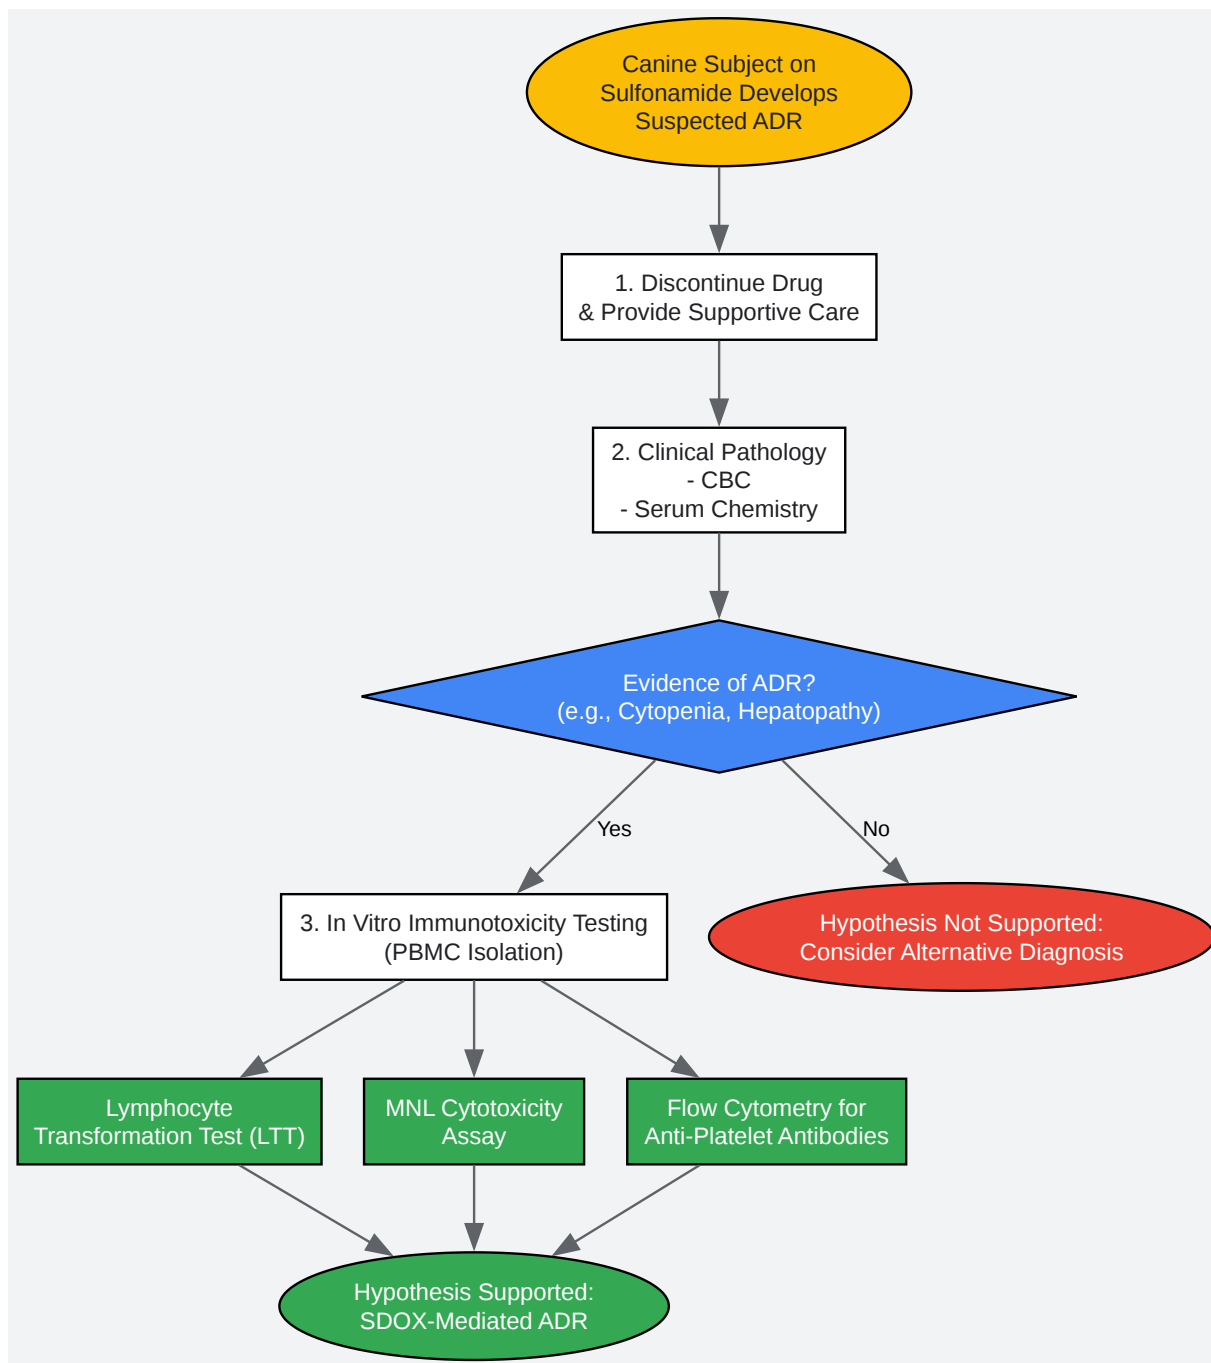 Canine Subject on
Sulfonamide Develops
Suspected ADR
1. Discontinue Drug
& Provide Supportive Care
2. Clinical Pathology
- CBC
- Serum Chemistry
Evidence of ADR?
(e.g., Cytopenia, Hepatopathy)
Yes
No
3. In Vitro Immunotoxicity Testing
(PBMC Isolation)
Hypothesis Not Supported:
Consider Alternative Diagnosis
Lymphocyte
Transformation Test (LTT)
MNL Cytotoxicity
Assay
Flow Cytometry for
Anti-Platelet Antibodies
Hypothesis Supported:
SDOX-Mediated ADR